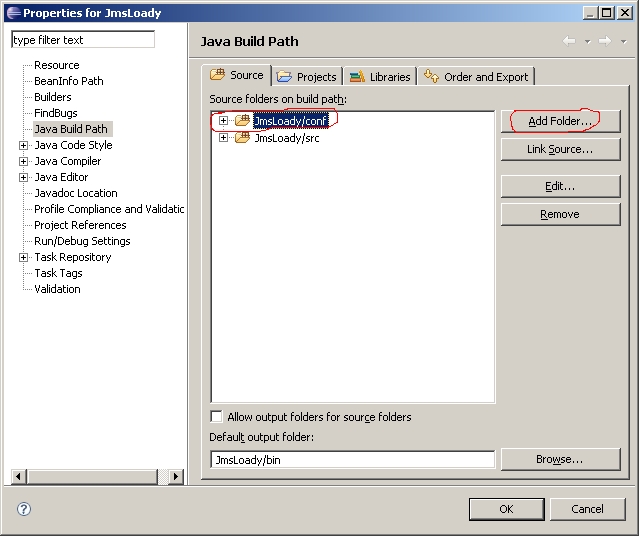 Properties for JmsLoady
type filter text
Resource
BeanInfo Path
Builders
FindBugs
Java Build Path
Java Code Style
Java Compiler
Java Editor
Javadoc Location
Profile Compliance and Validatic
Project References
Run/Debug Settings
Task Repository
Task Tags
Validation
Java Build Path
Source Projects Libraries Order and Export
Source folders on build path:
JmsLoady/conf
JmsLoady/src
Add Folder...
Link Source...
Edit...
Remove
Allow output folders for source folders
Default output folder:
JmsLoady/bin
Browse...
?
OK Cancel